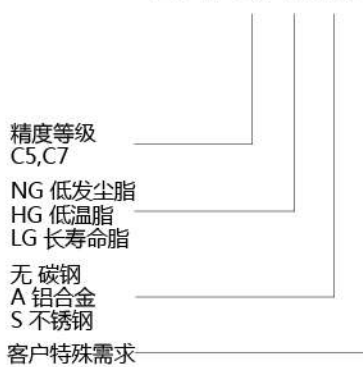 精度等级
C5,C7
NG 低发尘脂
HG 低温脂
LG 长寿命脂
无 碳钢
A 铝合金
S 不锈钢
客户特殊需求